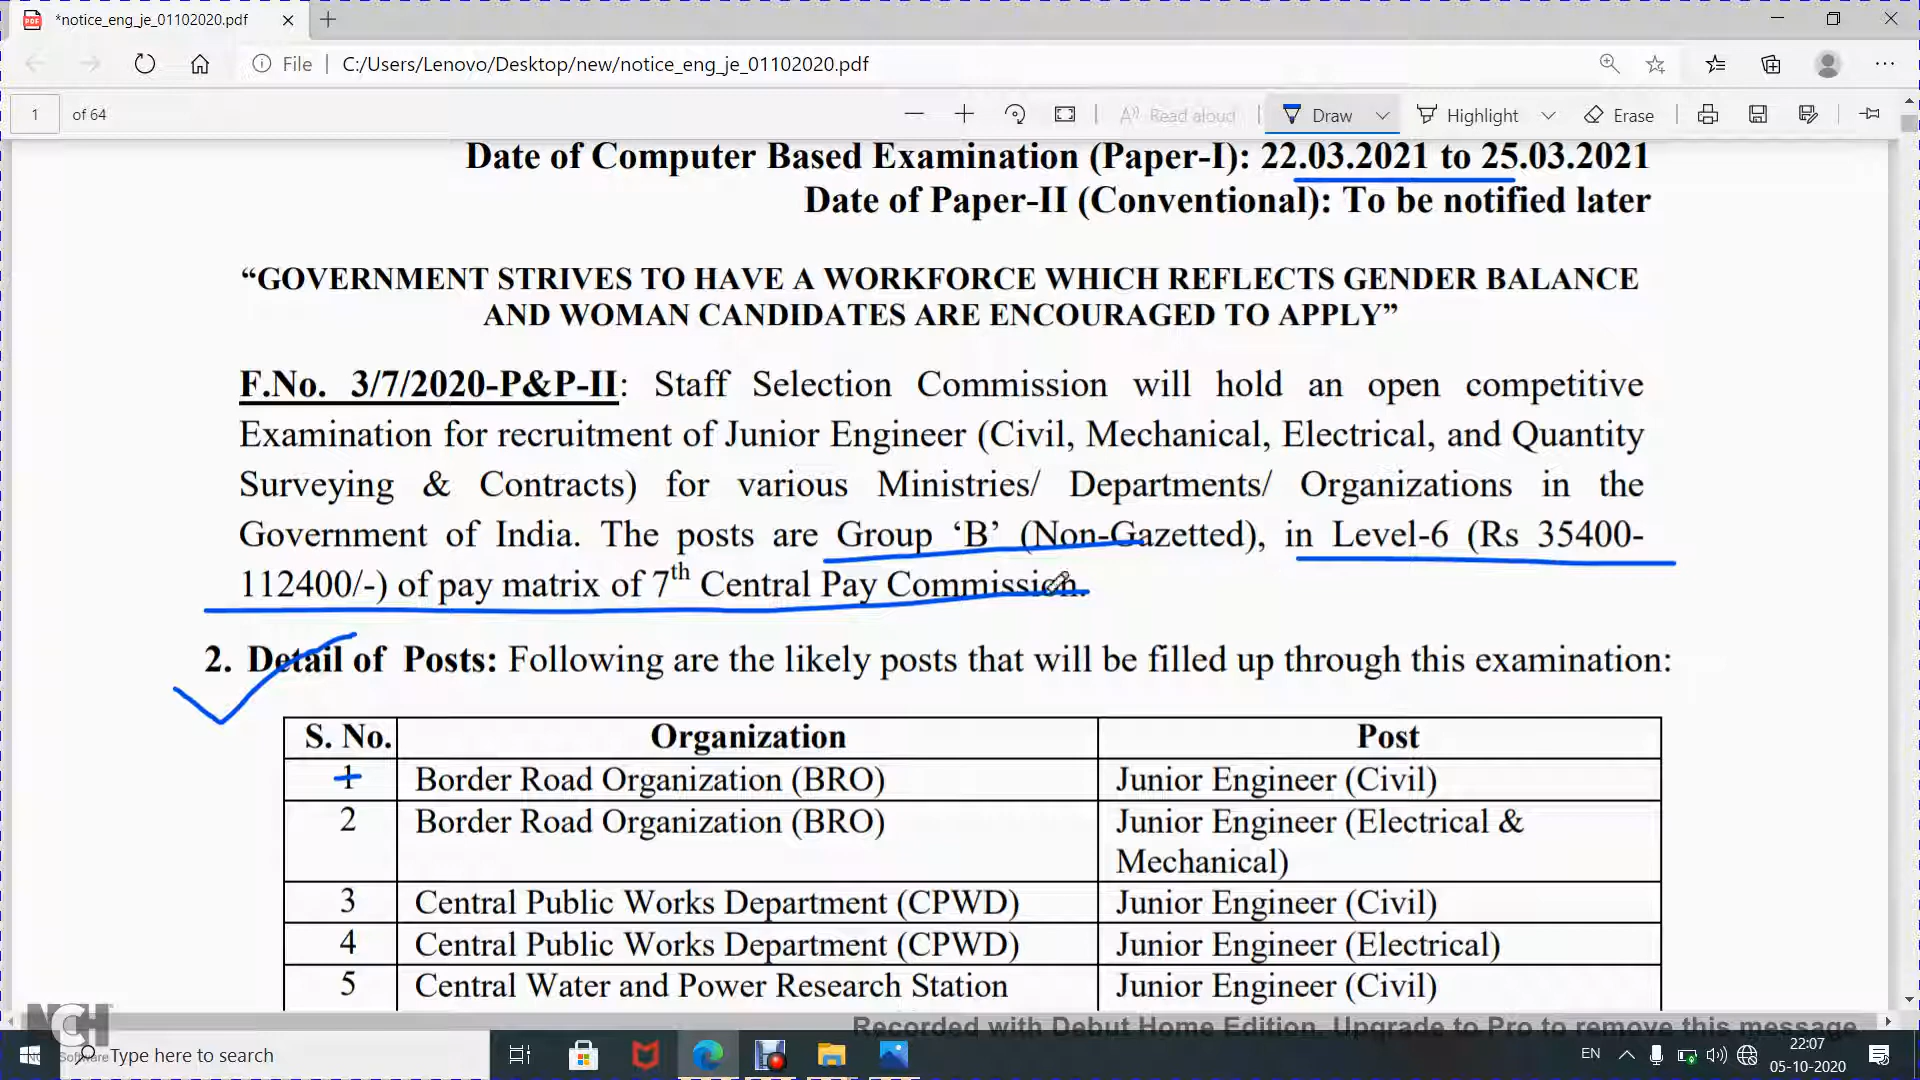 *notice_eng_je_01102020.pdf
File | C:/Users/Lenovo/Desktop/new/notice_eng_je_01102020.pdf
1 of 64 Read aloud Draw Highlight Erase
Date of Computer Based Examination (Paper-I): 22.03.2021 to 25.03.2021
Date of Paper-II (Conventional): To be notified later
“GOVERNMENT STRIVES TO HAVE A WORKFORCE WHICH REFLECTS GENDER BALANCE
AND WOMAN CANDIDATES ARE ENCOURAGED TO APPLY”
F.No. 3/7/2020-P&P-II: Staff Selection Commission will hold an open competitive
Examination for recruitment of Junior Engineer (Civil, Mechanical, Electrical, and Quantity
Surveying & Contracts) for various Ministries/ Departments/ Organizations in the
Government of India. The posts are Group ‘B’ (Non-Gazetted), in Level-6 (Rs 35400-
112400/-) of pay matrix of 7th Central Pay Commission.
2. Detail of Posts: Following are the likely posts that will be filled up through this examination:
S. No. Organization Post
1 Border Road Organization (BRO) Junior Engineer (Civil)
2 Border Road Organization (BRO) Junior Engineer (Electrical &
Mechanical)
3 Central Public Works Department (CPWD) Junior Engineer (Civil)
4 Central Public Works Department (CPWD) Junior Engineer (Electrical)
5 Central Water and Power Research Station Junior Engineer (Civil)
NCH
Recorded with Debut Home Edition. Upgrade to Pro to remove this message
Software
Type here to search
EN
22:07
05-10-2020